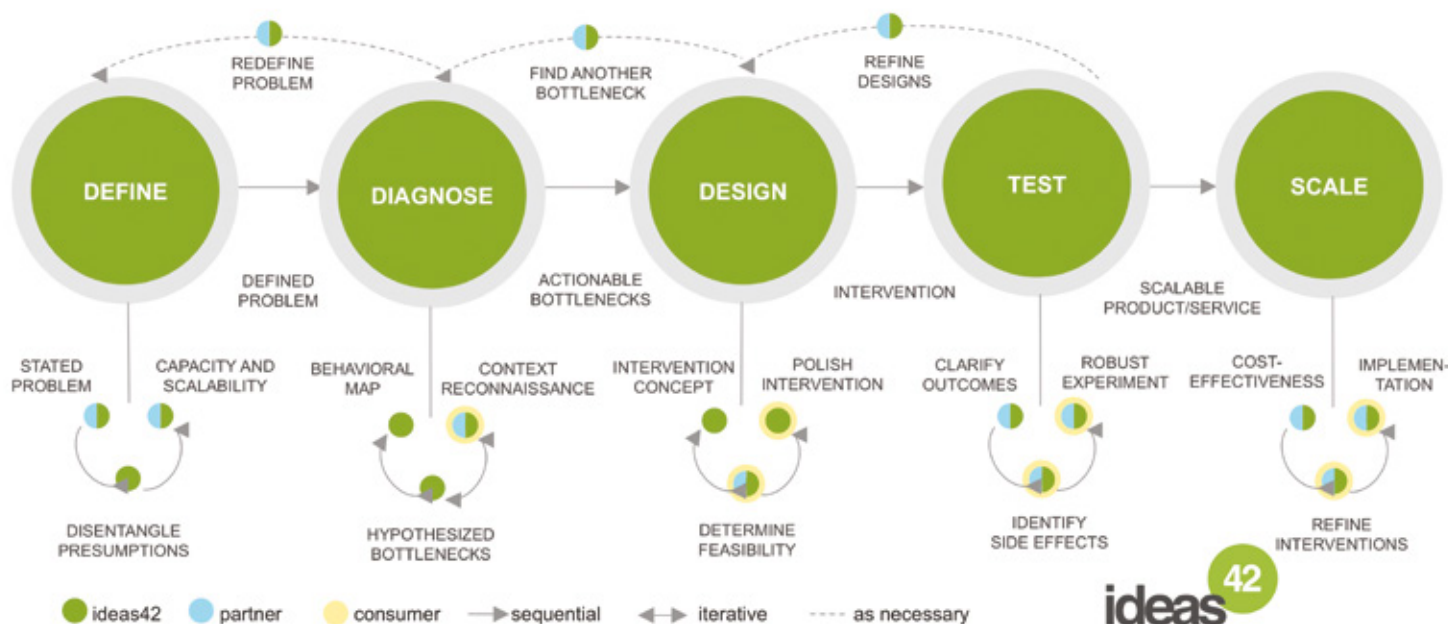 REDEFINE
PROBLEM
FIND ANOTHER
BOTTLENECK
REFINE
DESIGNS
DEFINE
DIAGNOSE
DESIGN
TEST
SCALE
DEFINED
PROBLEM
ACTIONABLE
BOTTLENECKS
INTERVENTION
SCALABLE
PRODUCT/SERVICE
STATED
PROBLEM
CAPACITY AND
SCALABILITY
DISENTANGLE
PRESUMPTIONS
BEHAVIORAL
MAP
CONTEXT
RECONNAISSANCE
HYPOTHESIZED
BOTTLENECKS
INTERVENTION
CONCEPT
POLISH
INTERVENTION
DETERMINE
FEASIBILITY
CLARIFY
OUTCOMES
ROBUST
EXPERIMENT
IDENTIFY
SIDE EFFECTS
COST-
EFFECTIVENESS
IMPLEMEN-
TATION
REFINE
INTERVENTIONS
ideas42
partner
consumer
sequential
iterative
as necessary
ideas42